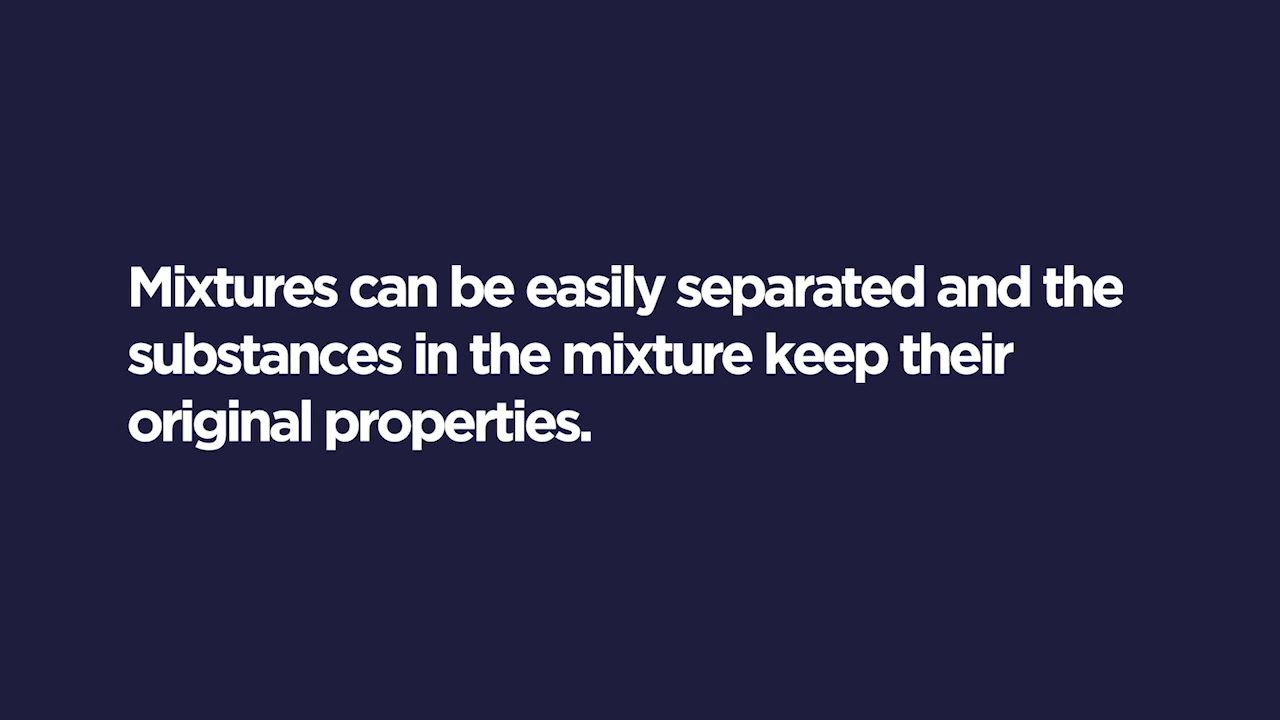 Mixtures can be easily separated and the
substances in the mixture keep their
original properties.